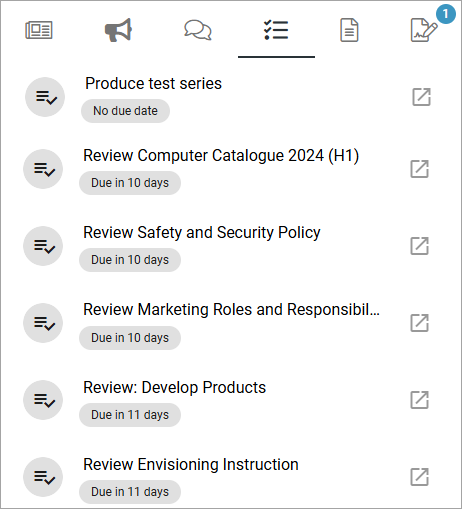 1
Produce test series
No due date
Review Computer Catalogue 2024 (H1)
Due in 10 days
Review Safety and Security Policy
Due in 10 days
Review Marketing Roles and Responsibil...
Due in 10 days
Review: Develop Products
Due in 11 days
Review Envisioning Instruction
Due in 11 days